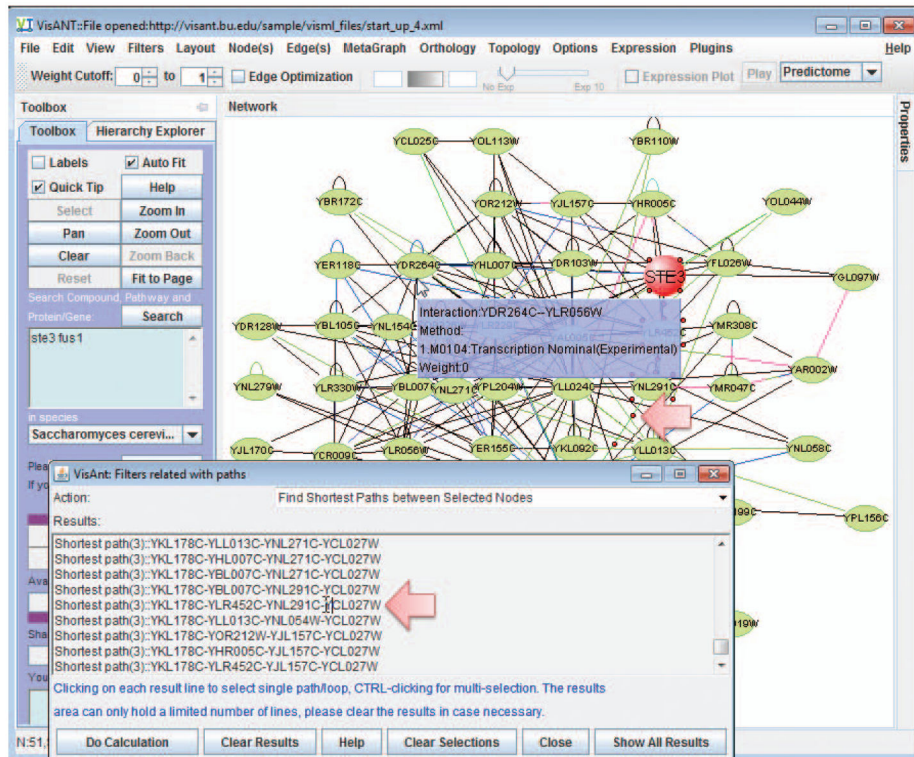 VisANT::File opened:http://visant.bu.edu/sample/visml_files/start_up_4.xml
File Edit View Filters Layout Node(s) Edge(s) MetaGraph Orthology Topology Options Expression Plugins Help
Weight Cutoff: 0 to 1 Edge Optimization No Exp Exp 10 Expression Plot Play Predictome
Toolbox Network Properties
Toolbox Hierarchy Explorer
Labels Auto Fit
Quick Tip Help
Select Zoom In
Pan Zoom Out
Clear Zoom Back
Reset Fit to Page
Search Compound, Pathway and
Protein/Gene: Search
ste3 fus1
in species
Saccharomyces cerevi...
YCL025C YOL113W YBR110W
YBR172C YOR212W YJL157C YHR005C YOL044W
YER118C YDR264C YHL007C YDR103W STE3 YFL026W YGL097W
Interaction:YDR264C--YLR056W
Method:
1.M0104:Transcription Nominal(Experimental)
Weight:0
YDR128W YBL105C YNL154C YMR308C
YNL279W YLR330W YBL007C YNL271C YPL204W YLL024C YNL291C YMR047C YAR002W
YJL170C YCR009C YLR056W YER155C YKL092C YLL013C YNL058C
YPL156C
VisAnt: Filters related with paths
Action: Find Shortest Paths between Selected Nodes
Results:
Shortest path(3)::YKL178C-YLL013C-YNL271C-YCL027W
Shortest path(3)::YKL178C-YHL007C-YNL271C-YCL027W
Shortest path(3)::YKL178C-YBL007C-YNL271C-YCL027W
Shortest path(3)::YKL178C-YBL007C-YNL291C-YCL027W
Shortest path(3)::YKL178C-YLR452C-YNL291C-YCL027W
Shortest path(3)::YKL178C-YLL013C-YNL054W-YCL027W
Shortest path(3)::YKL178C-YOR212W-YJL157C-YCL027W
Shortest path(3)::YKL178C-YHR005C-YJL157C-YCL027W
Shortest path(3)::YKL178C-YLR452C-YJL157C-YCL027W
Clicking on each result line to select single path/loop, CTRL-clicking for multi-selection. The results
area can only hold a limited number of lines, please clear the results in case necessary.
Do Calculation Clear Results Help Clear Selections Close Show All Results